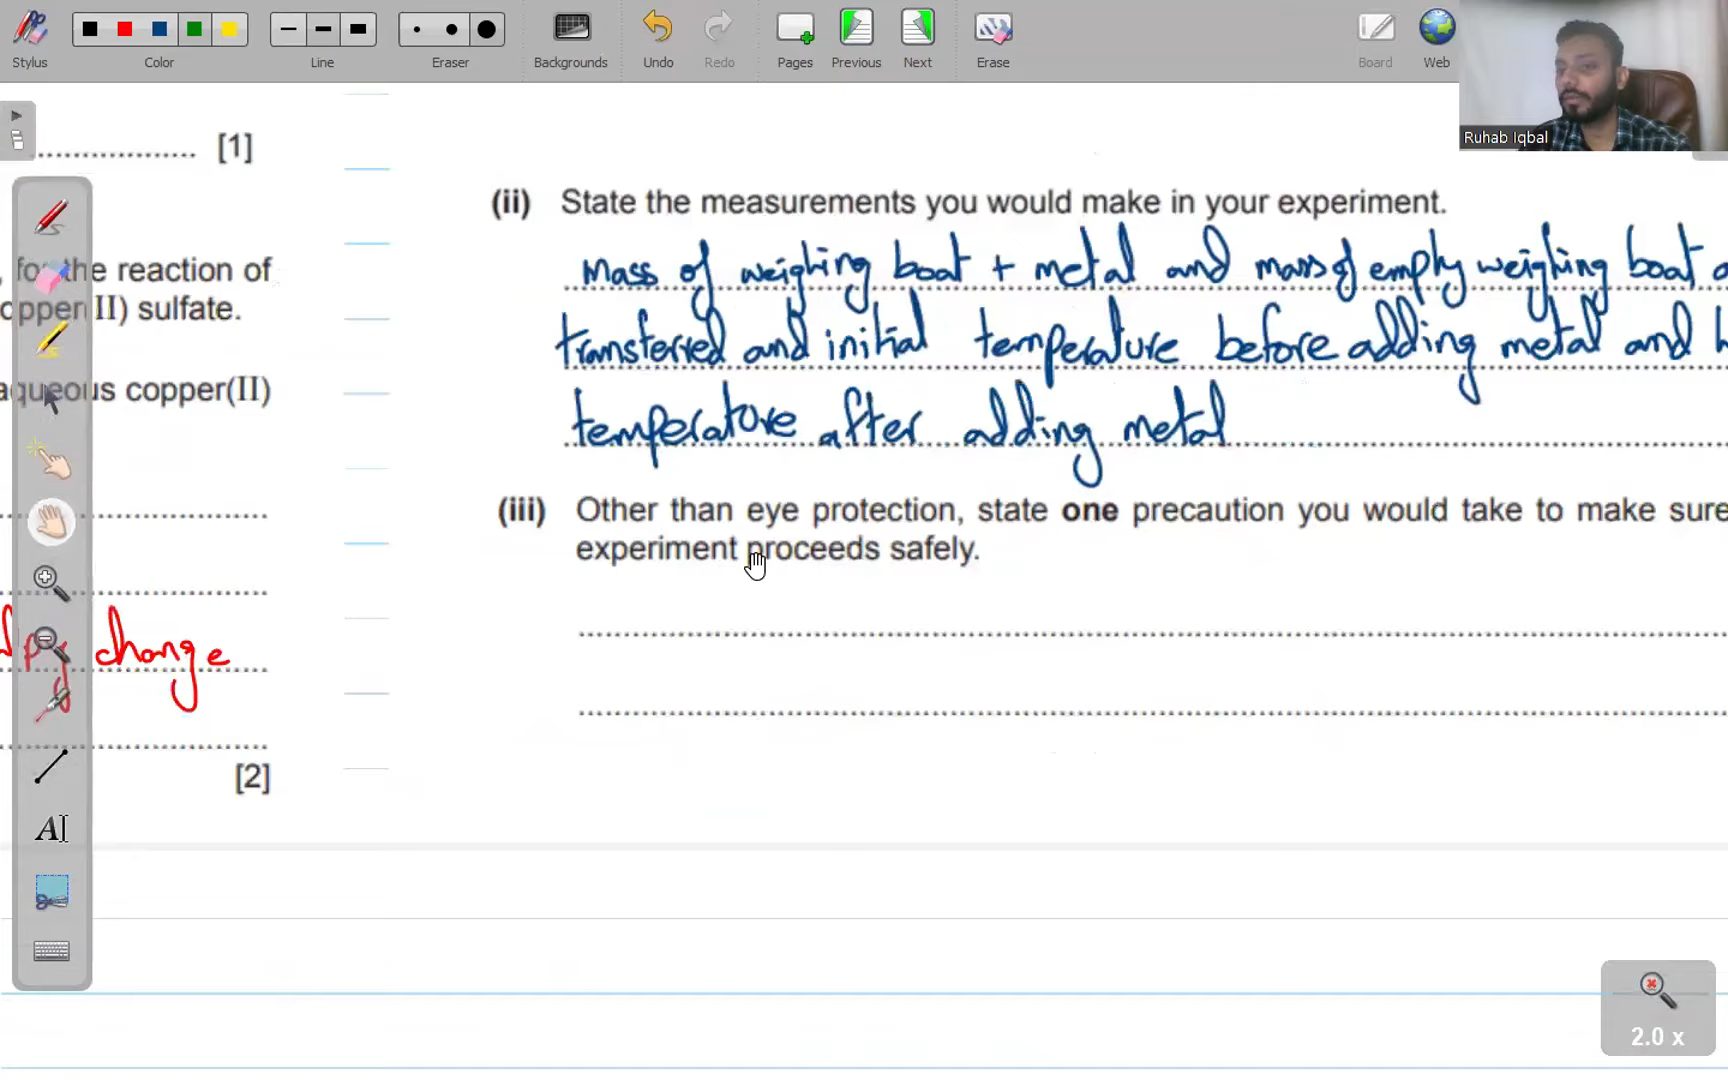 Stylus
Color
Line
Eraser
Backgrounds
Undo
Redo
Pages
Previous
Next
Erase
Board
Web
Ruhab Iqbal
[1]
for the reaction of
II) sulfate.
aqueous copper(II)
change
[2]
(ii) State the measurements you would make in your experiment.
mass of weighing boat + metal and mass of empty weighing boat
transferred and initial temperature before adding metal and
temperature after adding metal
(iii) Other than eye protection, state one precaution you would take to make sure
experiment proceeds safely.
2.0 x